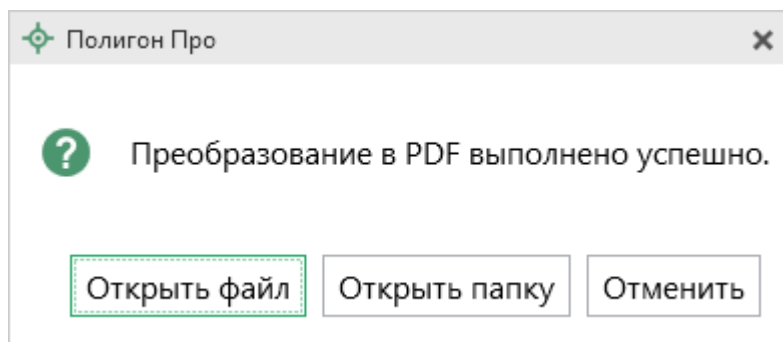 Полигон Про
Преобразование в PDF выполнено успешно.
Открыть файл Открыть папку Отменить